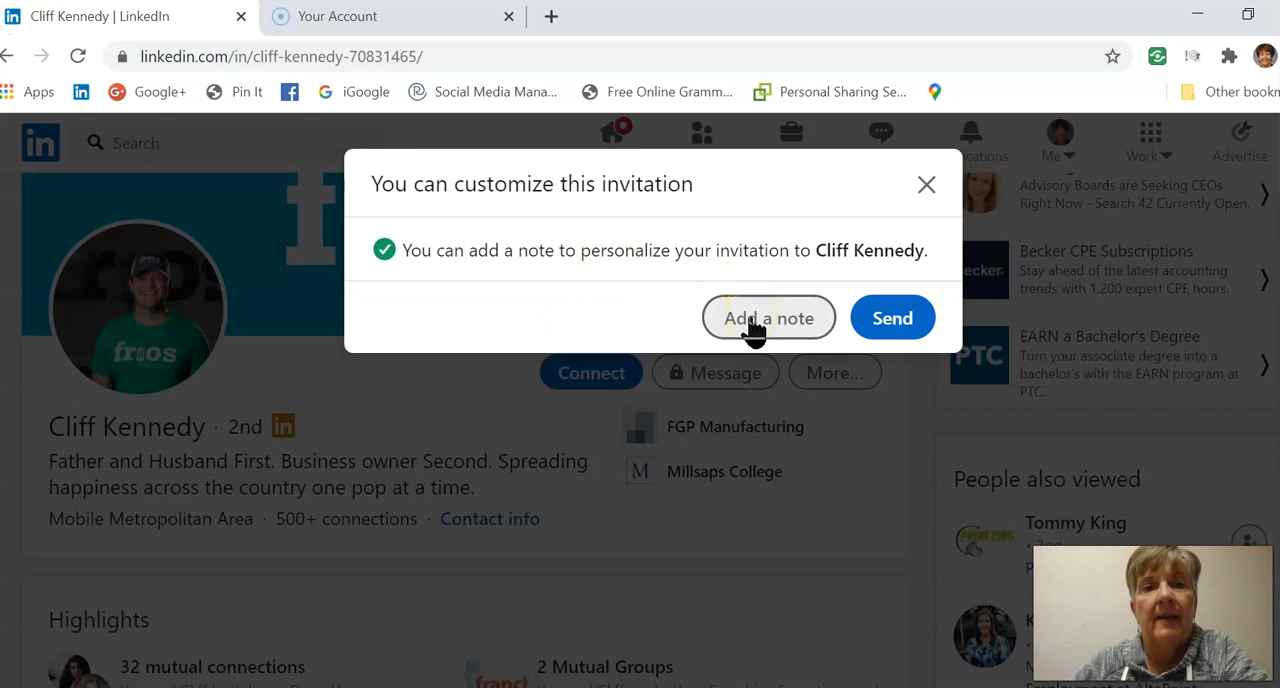 Cliff Kennedy | LinkedIn
Your Account
linkedin.com/in/cliff-kennedy-70831465/
Apps
Google+
Pin It
iGoogle
Social Media Mana...
Free Online Gramm...
Personal Sharing Se...
Other bookm
in
Search
Me
Work
Advertise
You can customize this invitation
You can add a note to personalize your invitation to Cliff Kennedy.
Add a note
Send
Advisory Boards are Seeking CEOs
Right Now - Search 42 Currently Open.
ecker.
Becker CPE Subscriptions
Stay ahead of the latest accounting
trends with 1,200 expert CPE hours.
PTC
EARN a Bachelor's Degree
Turn your associate degree into a
bachelor's with the EARN program at
PTC.
Connect
Message
More...
Cliff Kennedy · 2nd in
Father and Husband First. Business owner Second. Spreading
happiness across the country one pop at a time.
Mobile Metropolitan Area · 500+ connections · Contact info
FGP Manufacturing
M
Millsaps College
People also viewed
Tommy King
Highlights
32 mutual connections
2 Mutual Groups